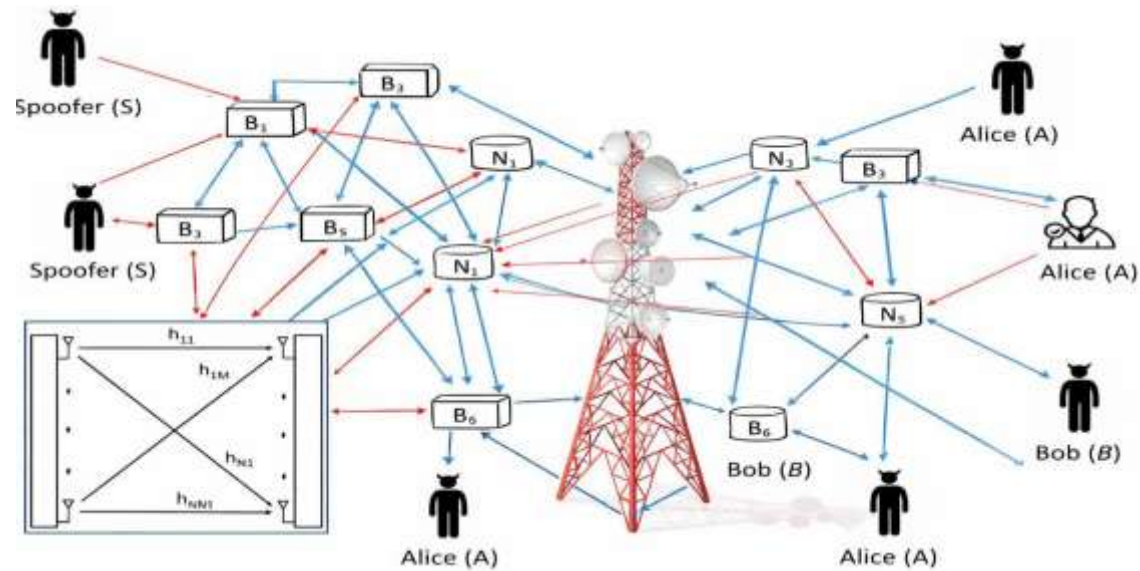 Spoofer (S)
B₁
B₃
N₁
N₃
B₃
Alice (A)
Spoofer (S)
B₃
B₅
N₁
Alice (A)
N₅
h₁₁
h₁M
hN₁
hNN1
B₆
B₆
Bob (B)
Bob (B)
Alice (A)
Alice (A)